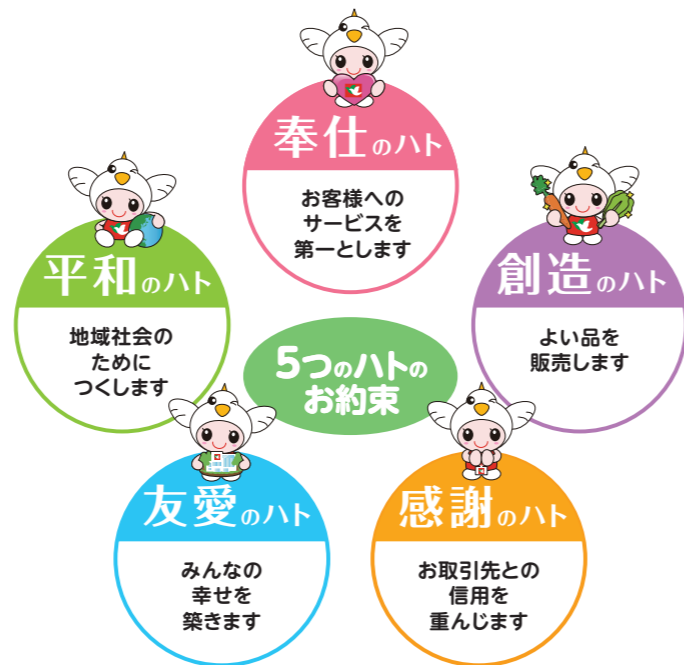 奉仕のハト
お客様への
サービスを
第一とします
平和のハト
地域社会の
ために
つくします
創造のハト
よい品を
販売します
5つのハトの
お約束
友愛のハト
みんなの
幸せを
築きます
感謝のハト
お取引先との
信用を
重んじます